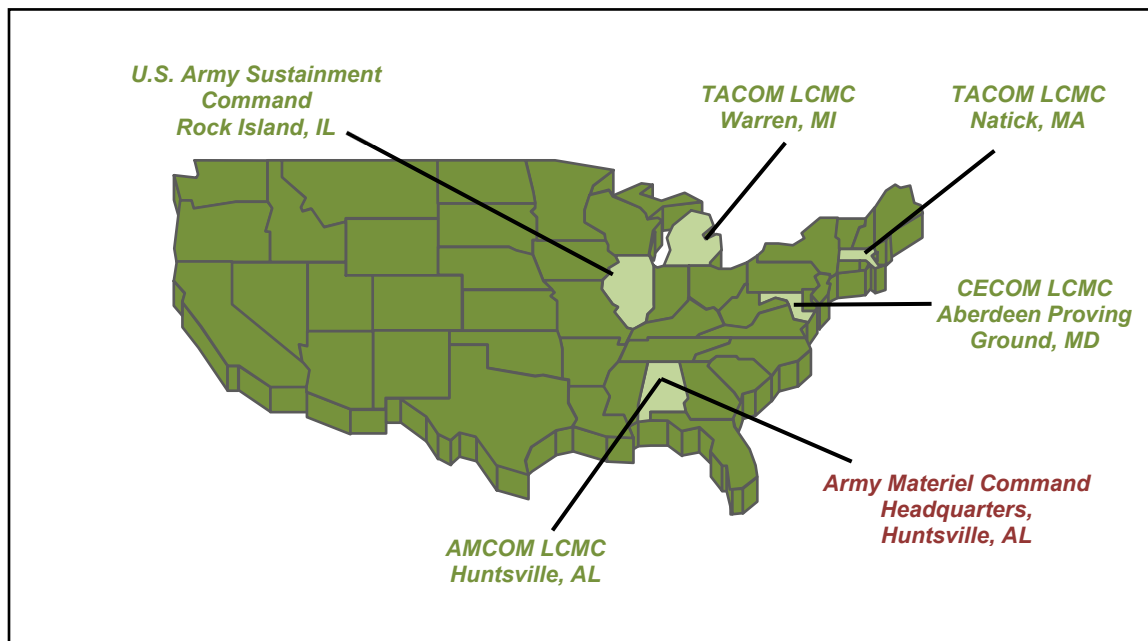 U.S. Army Sustainment
Command
Rock Island, IL
TACOM LCMC
Warren, MI
TACOM LCMC
Natick, MA
CECOM LCMC
Aberdeen Proving
Ground, MD
Army Materiel Command
Headquarters,
Huntsville, AL
AMCOM LCMC
Huntsville, AL